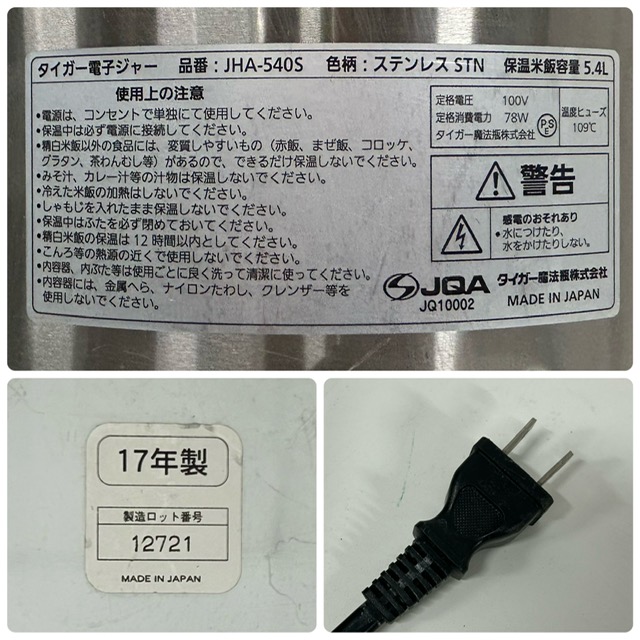 タイガー電子ジャー 品番：JHA-540S 色柄：ステンレス STN 保温米飯容量 5.4L
使用上の注意
•電源は、コンセントで単独にて使用してください。
•保温中は必ず電源に接続してください。
•精白米飯以外の食品には、変質しやすいもの（赤飯、まぜ飯、コロッケ、
グラタン、茶わんむし等）があるので、できるだけ保温しないでください。
•みそ汁、カレー汁等の汁物は保温しないでください。
•冷えた米飯の加熱はしないでください。
•しゃもじを入れたまま保温しないでください。
•保温中はふたを必ず閉めておいてください。
•精白米飯の保温は12時間以内としてください。
•こんろ等の熱源の近くで使用しないでください。
•内容器、内ぶた等は使用ごとに良く洗って清潔に使ってください。
•内容器には、金属へら、ナイロンたわし、クレンザー等を
使用しないでください。
定格電圧 100V
定格消費電力 78W
タイガー魔法瓶株式会社
PSE
温度ヒューズ
109℃
警告
感電のおそれあり
•水につけたり、
水をかけたりしない。
JQA
JQ10002
タイガー魔法瓶株式会社
MADE IN JAPAN
17年製
製造ロット番号
12721
MADE IN JAPAN